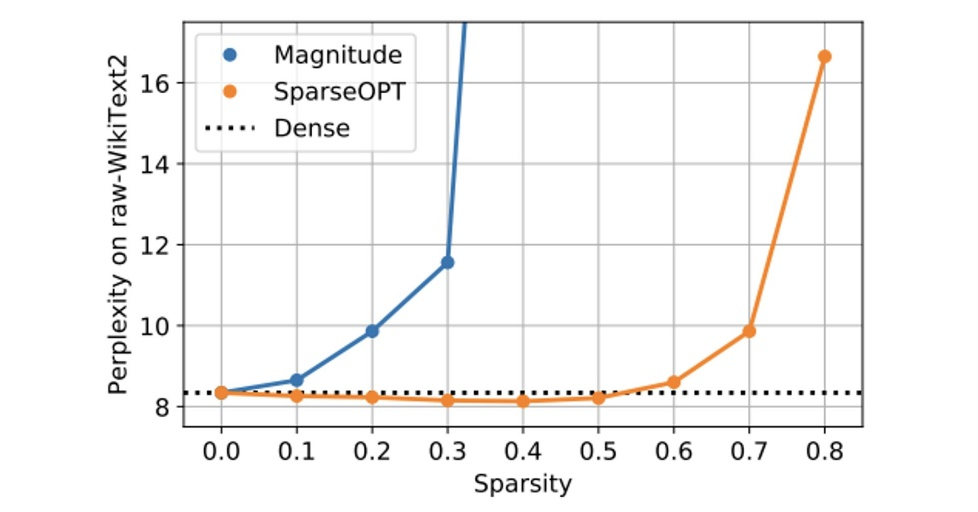 Magnitude
SparseOPT
Dense
Perplexity on raw-WikiText2
16
14
12
10
8
0.0 0.1 0.2 0.3 0.4 0.5 0.6 0.7 0.8
Sparsity